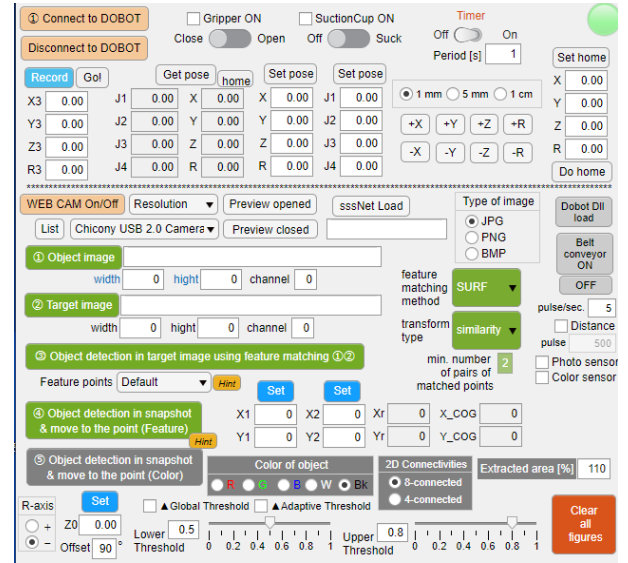 ① Connect to DOBOT
Gripper ON
SuctionCup ON
Timer
Close
Open
Off
Suck
Off
On
Disconnect to DOBOT
Period [s] 1
Set home
Record
Go!
Get pose
home
Set pose
Set pose
X 0.00
X3 0.00
J1 0.00
X 0.00
X 0.00
J1 0.00
1 mm
5 mm
1 cm
Y 0.00
Y3 0.00
J2 0.00
Y 0.00
Y 0.00
J2 0.00
+X
+Y
+Z
+R
Z 0.00
Z3 0.00
J3 0.00
Z 0.00
Z 0.00
J3 0.00
-X
-Y
-Z
-R
R 0.00
R3 0.00
J4 0.00
R 0.00
R 0.00
J4 0.00
Do home
WEB CAM On/Off
Resolution
Preview opened
sssNet Load
Type of image
JPG
PNG
BMP
Dobot Dll
load
List
Chicony USB 2.0 Camera
Preview closed
Belt
conveyor
ON
OFF
① Object image
width 0
hight 0
channel 0
feature
matching
method
SURF
② Target image
pulse/sec. 5
width 0
hight 0
channel 0
transform
type
similarity
Distance
pulse 500
③ Object detection in target image using feature matching ①②
min. number
of pairs of
matched points
2
Photo sensor
Color sensor
Feature points
Default
Hint
Set
Set
④ Object detection in snapshot
& move to the point (Feature)
Hint
X1 0
X2 0
Xr 0
X_COG 0
Y1 0
Y2 0
Yr 0
Y_COG 0
⑤ Object detection in snapshot
& move to the point (Color)
Color of object
R
G
B
W
Bk
2D Connectivities
8-connected
4-connected
Extracted area [%] 110
R-axis
+
−
Set
Z0 0.00
Offset 90 °
▲Global Threshold
▲Adaptive Threshold
Lower
Threshold
0.5
0 0.2 0.4 0.6 0.8 1
Upper
Threshold
0.8
0 0.2 0.4 0.6 0.8 1
Clear
all
figures